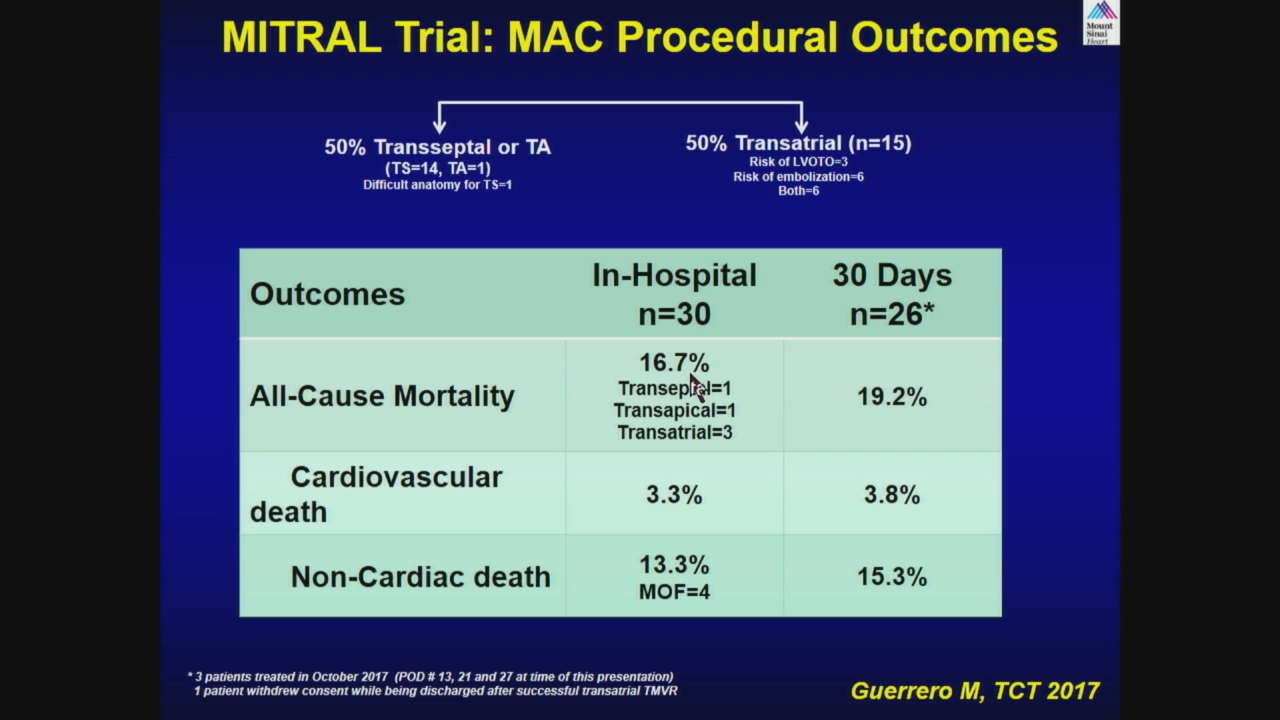 MITRAL Trial: MAC Procedural Outcomes
Mount
Sinai
Heart
50% Transseptal or TA
(TS=14, TA=1)
Difficult anatomy for TS=1
50% Transatrial (n=15)
Risk of LVOTO=3
Risk of embolization=6
Both=6
Outcomes
In-Hospital
n=30
30 Days
n=26*
All-Cause Mortality
16.7%
Transeptal=1
Transapical=1
Transatrial=3
19.2%
Cardiovascular
death
3.3%
3.8%
Non-Cardiac death
13.3%
MOF=4
15.3%
* 3 patients treated in October 2017 (POD # 13, 21 and 27 at time of this presentation)
1 patient withdrew consent while being discharged after successful transatrial TMVR
Guerrero M, TCT 2017